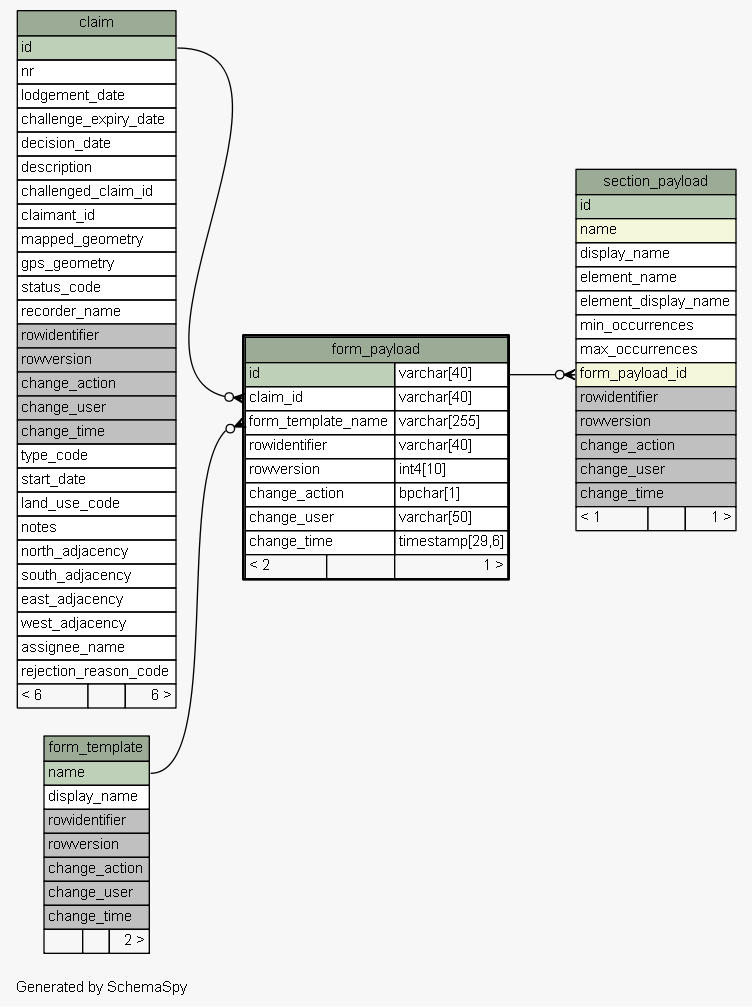 claim
id
nr
lodgement_date
challenge_expiry_date
decision_date
description
challenged_claim_id
claimant_id
mapped_geometry
gps_geometry
status_code
recorder_name
rowidentifier
rowversion
change_action
change_user
change_time
type_code
start_date
land_use_code
notes
north_adjacency
south_adjacency
east_adjacency
west_adjacency
assignee_name
rejection_reason_code
< 6 6 >
form_payload
id varchar[40]
claim_id varchar[40]
form_template_name varchar[255]
rowidentifier varchar[40]
rowversion int4[10]
change_action bpchar[1]
change_user varchar[50]
change_time timestamp[29,6]
< 2 1 >
section_payload
id
name
display_name
element_name
element_display_name
min_occurrences
max_occurrences
form_payload_id
rowidentifier
rowversion
change_action
change_user
change_time
< 1 1 >
form_template
name
display_name
rowidentifier
rowversion
change_action
change_user
change_time
2 >
Generated by SchemaSpy